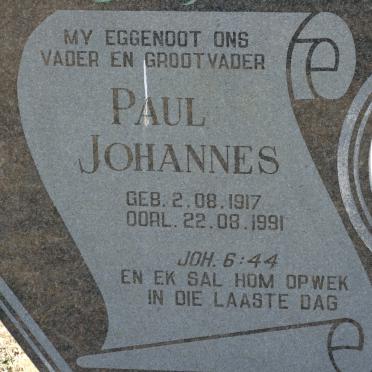 MY EGGENOOT ONS
VADER EN GROOTVADER
PAUL
JOHANNES
GEB. 2.08.1917
OORL. 22.08.1991
JOH. 6:44
EN EK SAL HOM OPWEK
IN DIE LAASTE DAG